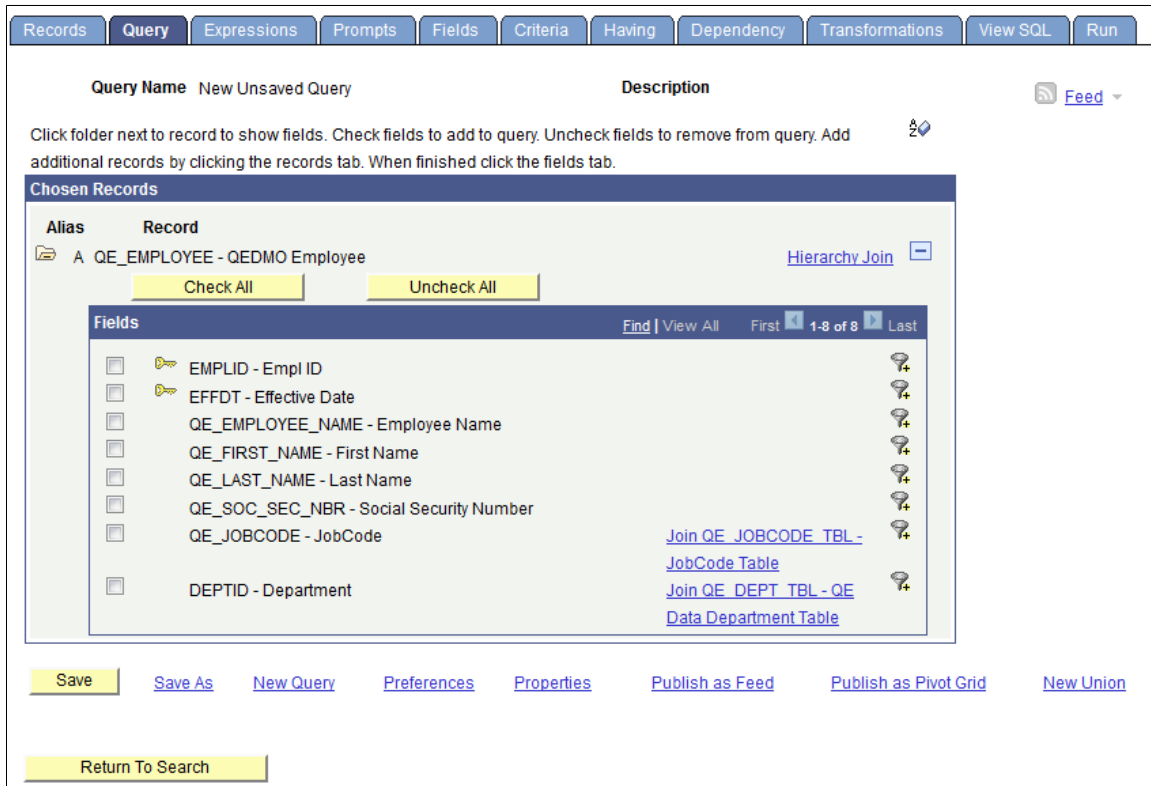 Records Query Expressions Prompts Fields Criteria Having Dependency Transformations View SQL Run
Query Name New Unsaved Query Description
Feed
Click folder next to record to show fields. Check fields to add to query. Uncheck fields to remove from query. Add
additional records by clicking the records tab. When finished click the fields tab.
Chosen Records
Alias Record
A QE_EMPLOYEE - QEDMO Employee Hierarchy Join
Check All Uncheck All
Fields Find | View All First 1-8 of 8 Last
EMPLID - Empl ID
EFFDT - Effective Date
QE_EMPLOYEE_NAME - Employee Name
QE_FIRST_NAME - First Name
QE_LAST_NAME - Last Name
QE_SOC_SEC_NBR - Social Security Number
QE_JOBCODE - JobCode Join QE_JOBCODE_TBL -
JobCode Table
DEPTID - Department Join QE_DEPT_TBL - QE
Data Department Table
Save Save As New Query Preferences Properties Publish as Feed Publish as Pivot Grid New Union
Return To Search